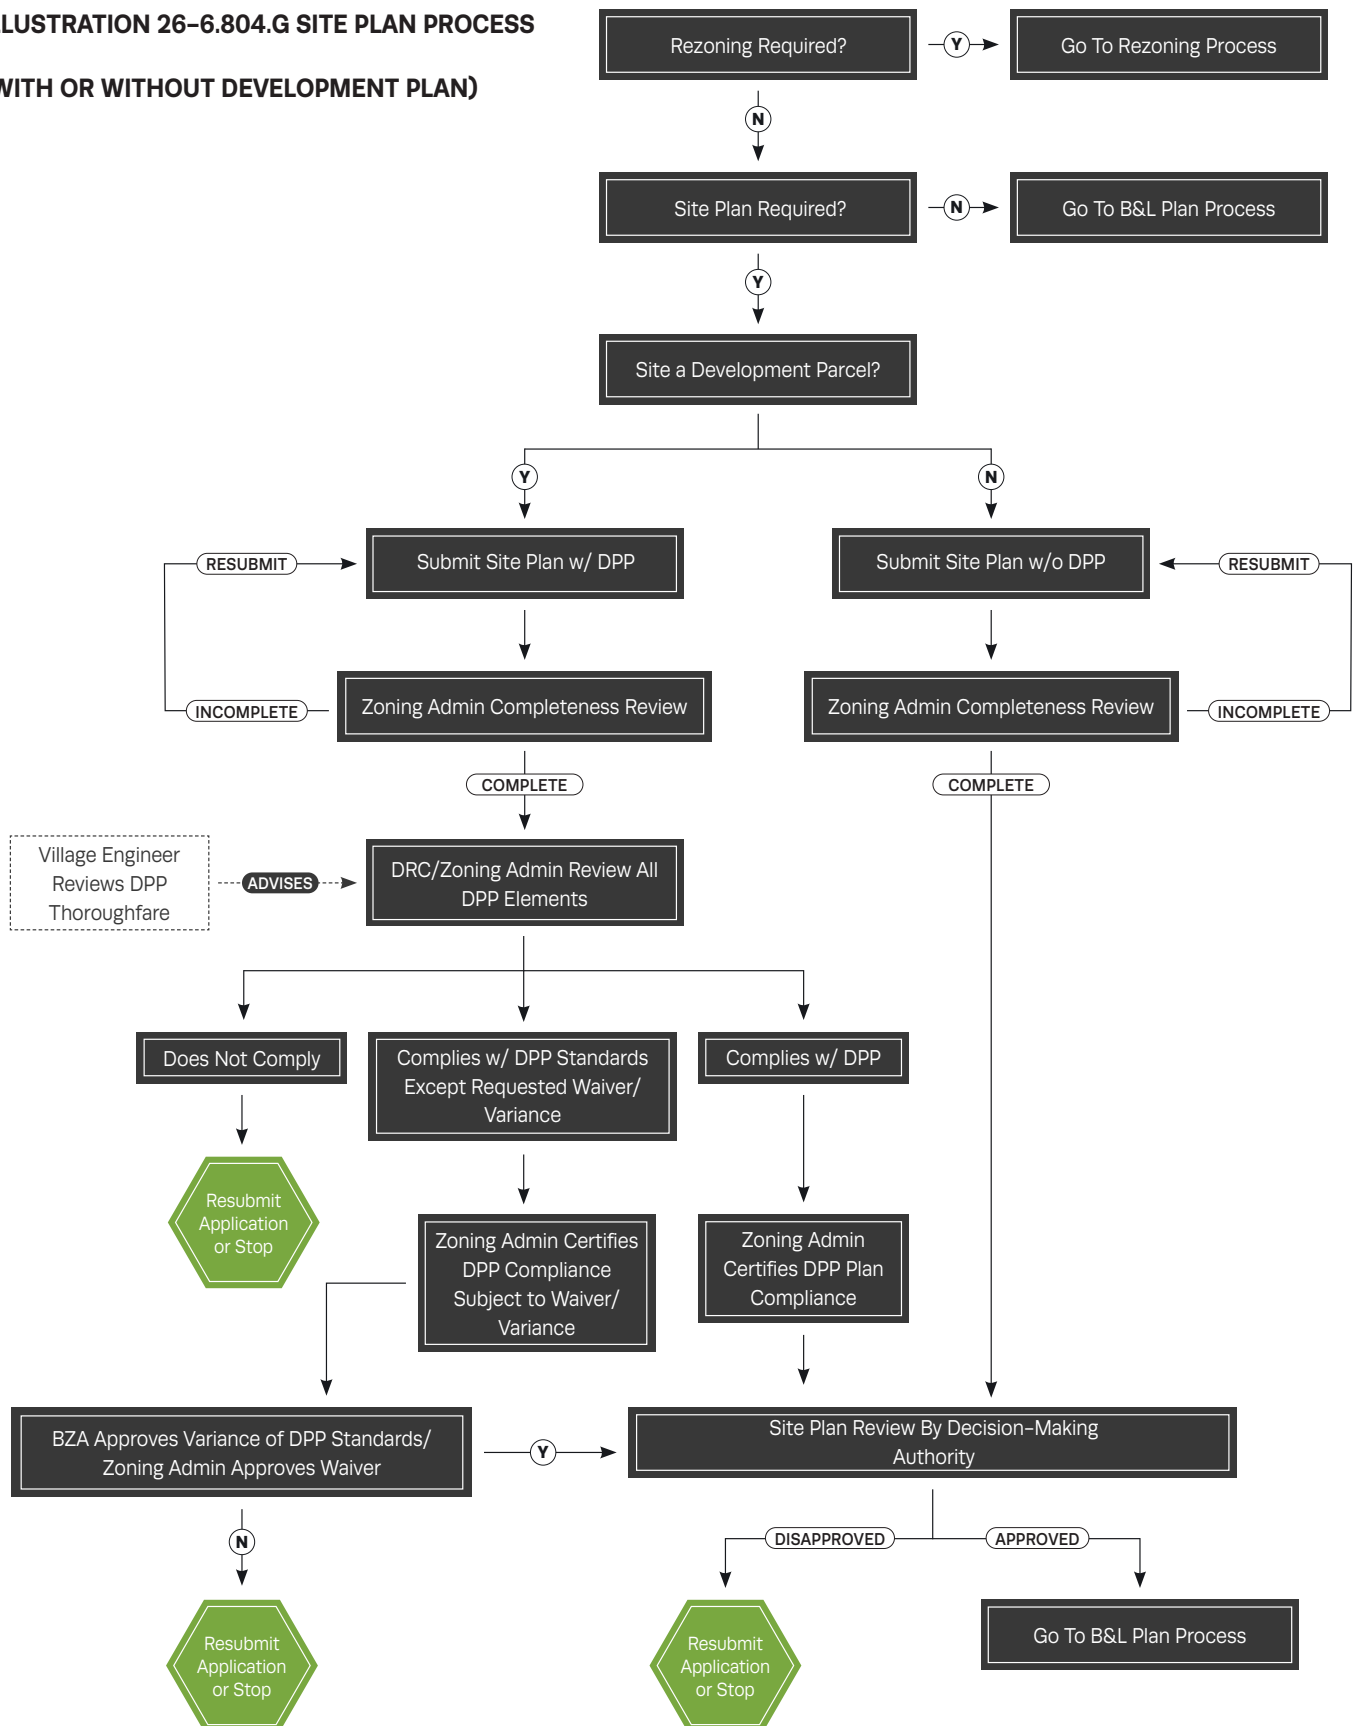 LLUSTRATION 26–6.804.G SITE PLAN PROCESS
WITH OR WITHOUT DEVELOPMENT PLAN)
Rezoning Required?
Y
Go To Rezoning Process
N
Site Plan Required?
N
Go To B&L Plan Process
Y
Site a Development Parcel?
Y
N
Submit Site Plan w/ DPP
RESUBMIT
Submit Site Plan w/o DPP
RESUBMIT
Zoning Admin Completeness Review
INCOMPLETE
Zoning Admin Completeness Review
INCOMPLETE
COMPLETE
COMPLETE
Village Engineer
Reviews DPP
Thoroughfare
ADVISES
DRC/Zoning Admin Review All
DPP Elements
Does Not Comply
Complies w/ DPP Standards
Except Requested Waiver/
Variance
Complies w/ DPP
Resubmit
Application
or Stop
Zoning Admin Certifies
DPP Compliance
Subject to Waiver/
Variance
Zoning Admin
Certifies DPP Plan
Compliance
BZA Approves Variance of DPP Standards/
Zoning Admin Approves Waiver
Y
Site Plan Review By Decision-Making
Authority
N
DISAPPROVED
APPROVED
Resubmit
Application
or Stop
Resubmit
Application
or Stop
Go To B&L Plan Process